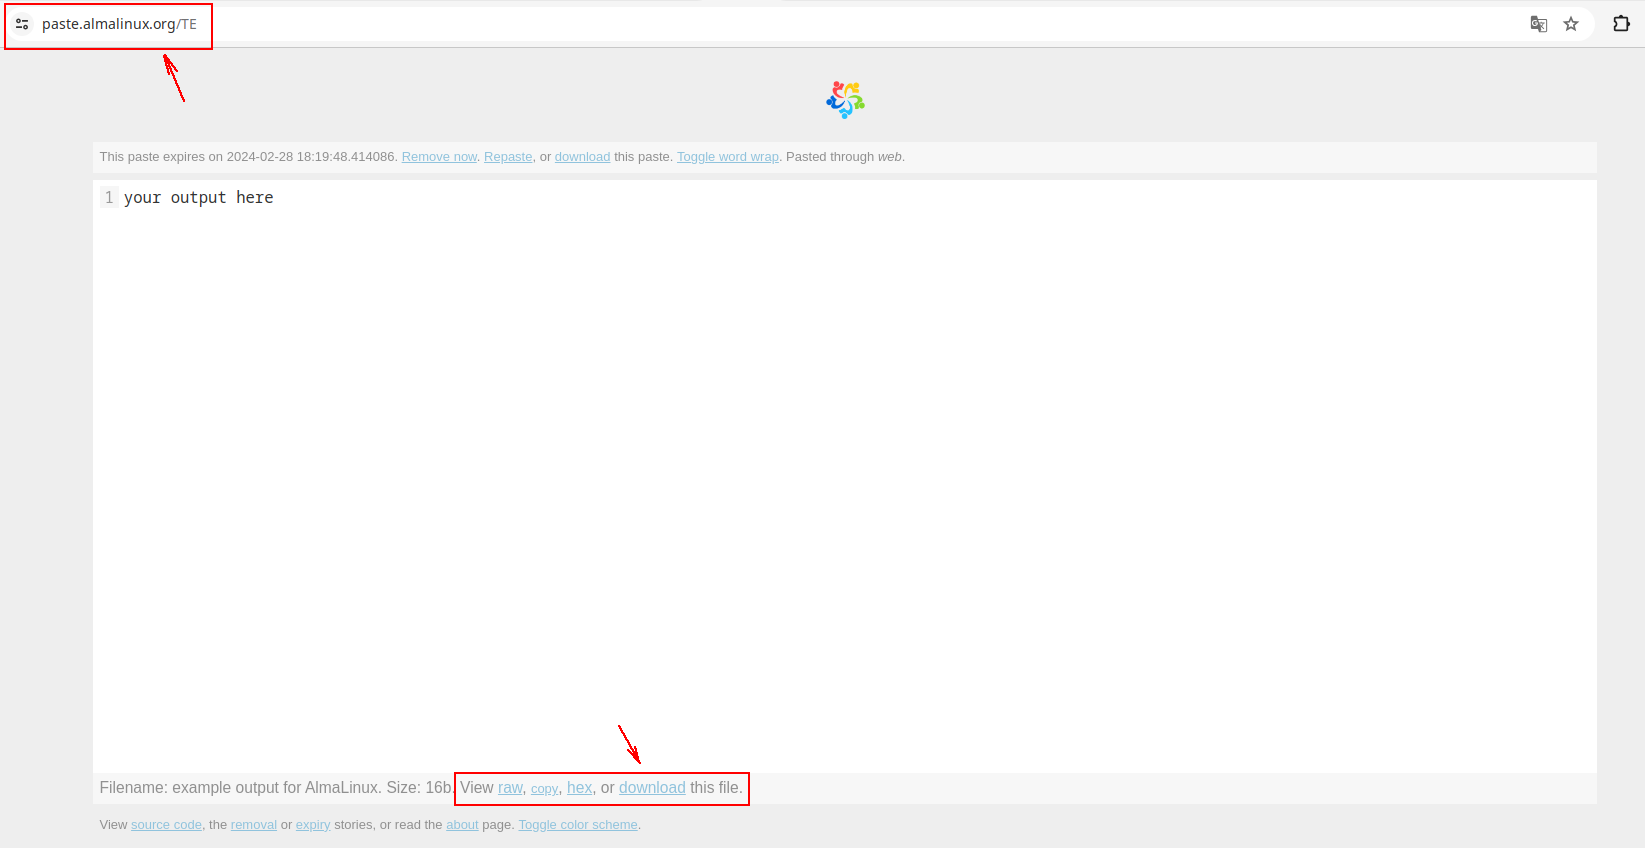 paste.almalinux.org/TE
This paste expires on 2024-02-28 18:19:48.414086. Remove now. Repaste, or download this paste. Toggle word wrap. Pasted through web.
1 your output here
Filename: example output for AlmaLinux. Size: 16b. View raw, copy, hex, or download this file.
View source code, the removal or expiry stories, or read the about page. Toggle color scheme.